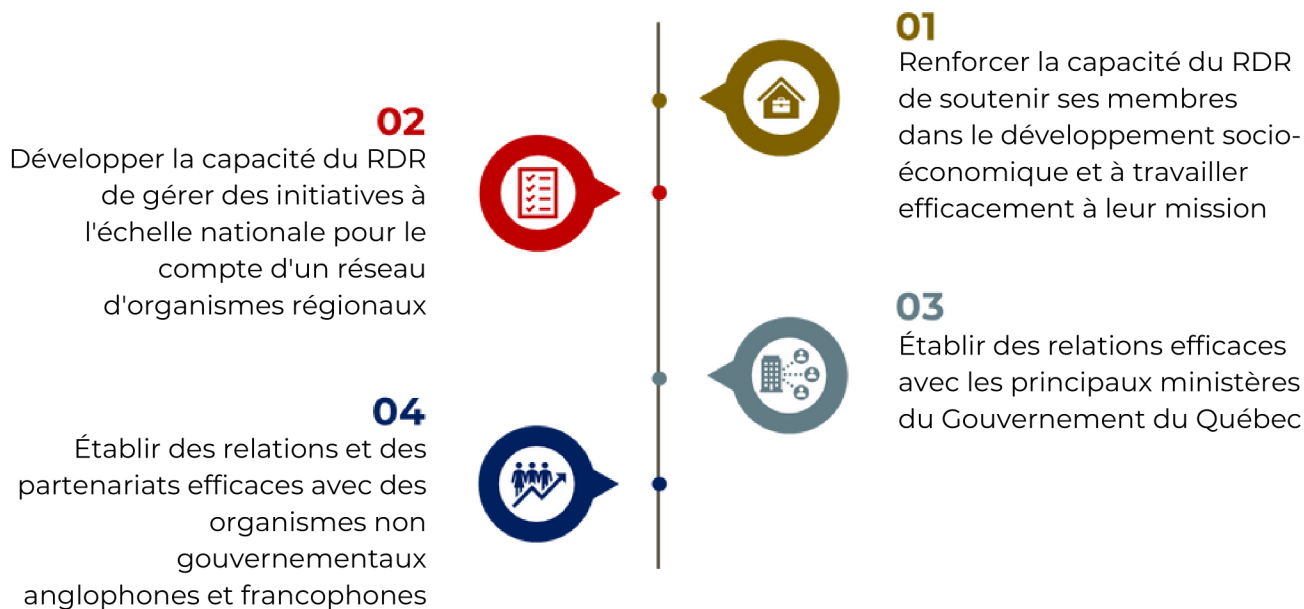 01
Renforcer la capacité du RDR
de soutenir ses membres
dans le développement socio-
économique et à travailler
efficacement à leur mission
02
Développer la capacité du RDR
de gérer des initiatives à
l'échelle nationale pour le
compte d'un réseau
d'organismes régionaux
03
Établir des relations efficaces
avec les principaux ministères
du Gouvernement du Québec
04
Établir des relations et des
partenariats efficaces avec des
organismes non
gouvernementaux
anglophones et francophones